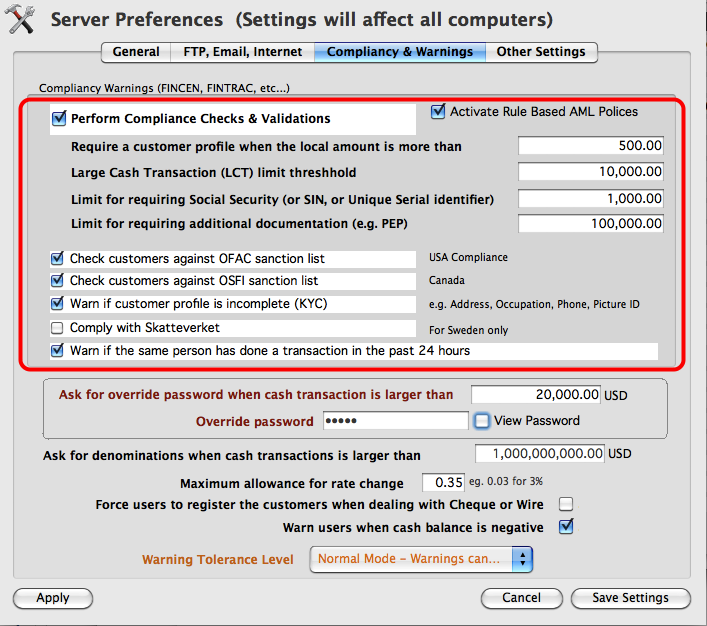 Server Preferences (Settings will affect all computers)
General FTP, Email, Internet Compliancy & Warnings Other Settings
Compliancy Warnings (FINCEN, FINTRAC, etc...)
Perform Compliance Checks & Validations Activate Rule Based AML Polices
Require a customer profile when the local amount is more than 500.00
Large Cash Transaction (LCT) limit threshhold 10,000.00
Limit for requiring Social Security (or SIN, or Unique Serial identifier) 1,000.00
Limit for requiring additional documentation (e.g. PEP) 100,000.00
Check customers against OFAC sanction list USA Compliance
Check customers against OSFI sanction list Canada
Warn if customer profile is incomplete (KYC) e.g. Address, Occupation, Phone, Picture ID
Comply with Skatteverket For Sweden only
Warn if the same person has done a transaction in the past 24 hours
Ask for override password when cash transaction is larger than 20,000.00 USD
Override password ••••• View Password
Ask for denominations when cash transactions is larger than 1,000,000,000.00 USD
Maximum allowance for rate change 0.35 eg. 0.03 for 3%
Force users to register the customers when dealing with Cheque or Wire
Warn users when cash balance is negative
Warning Tolerance Level Normal Mode – Warnings can...
Apply Cancel Save Settings